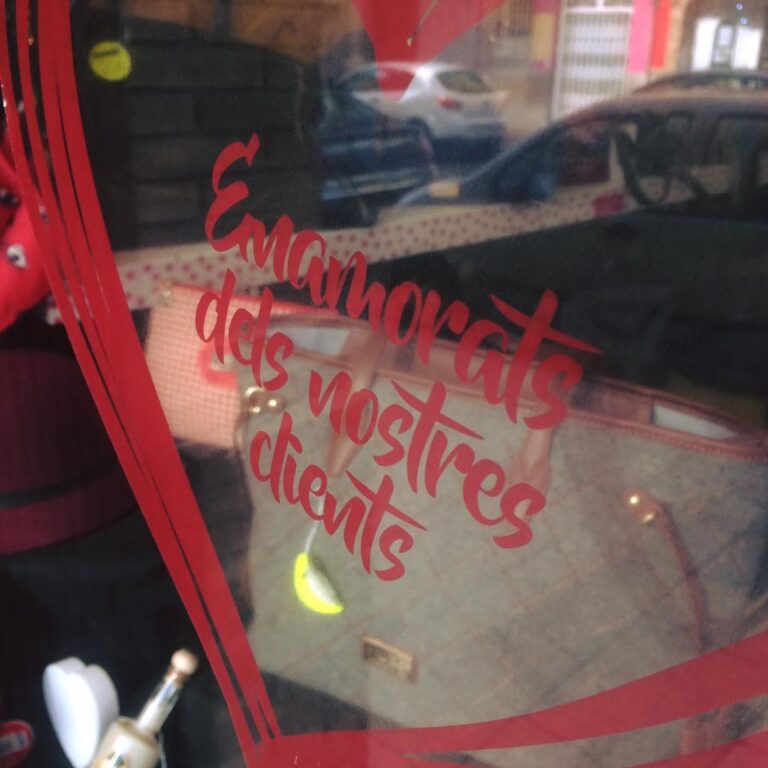 Enamorats
dels nostres
clients